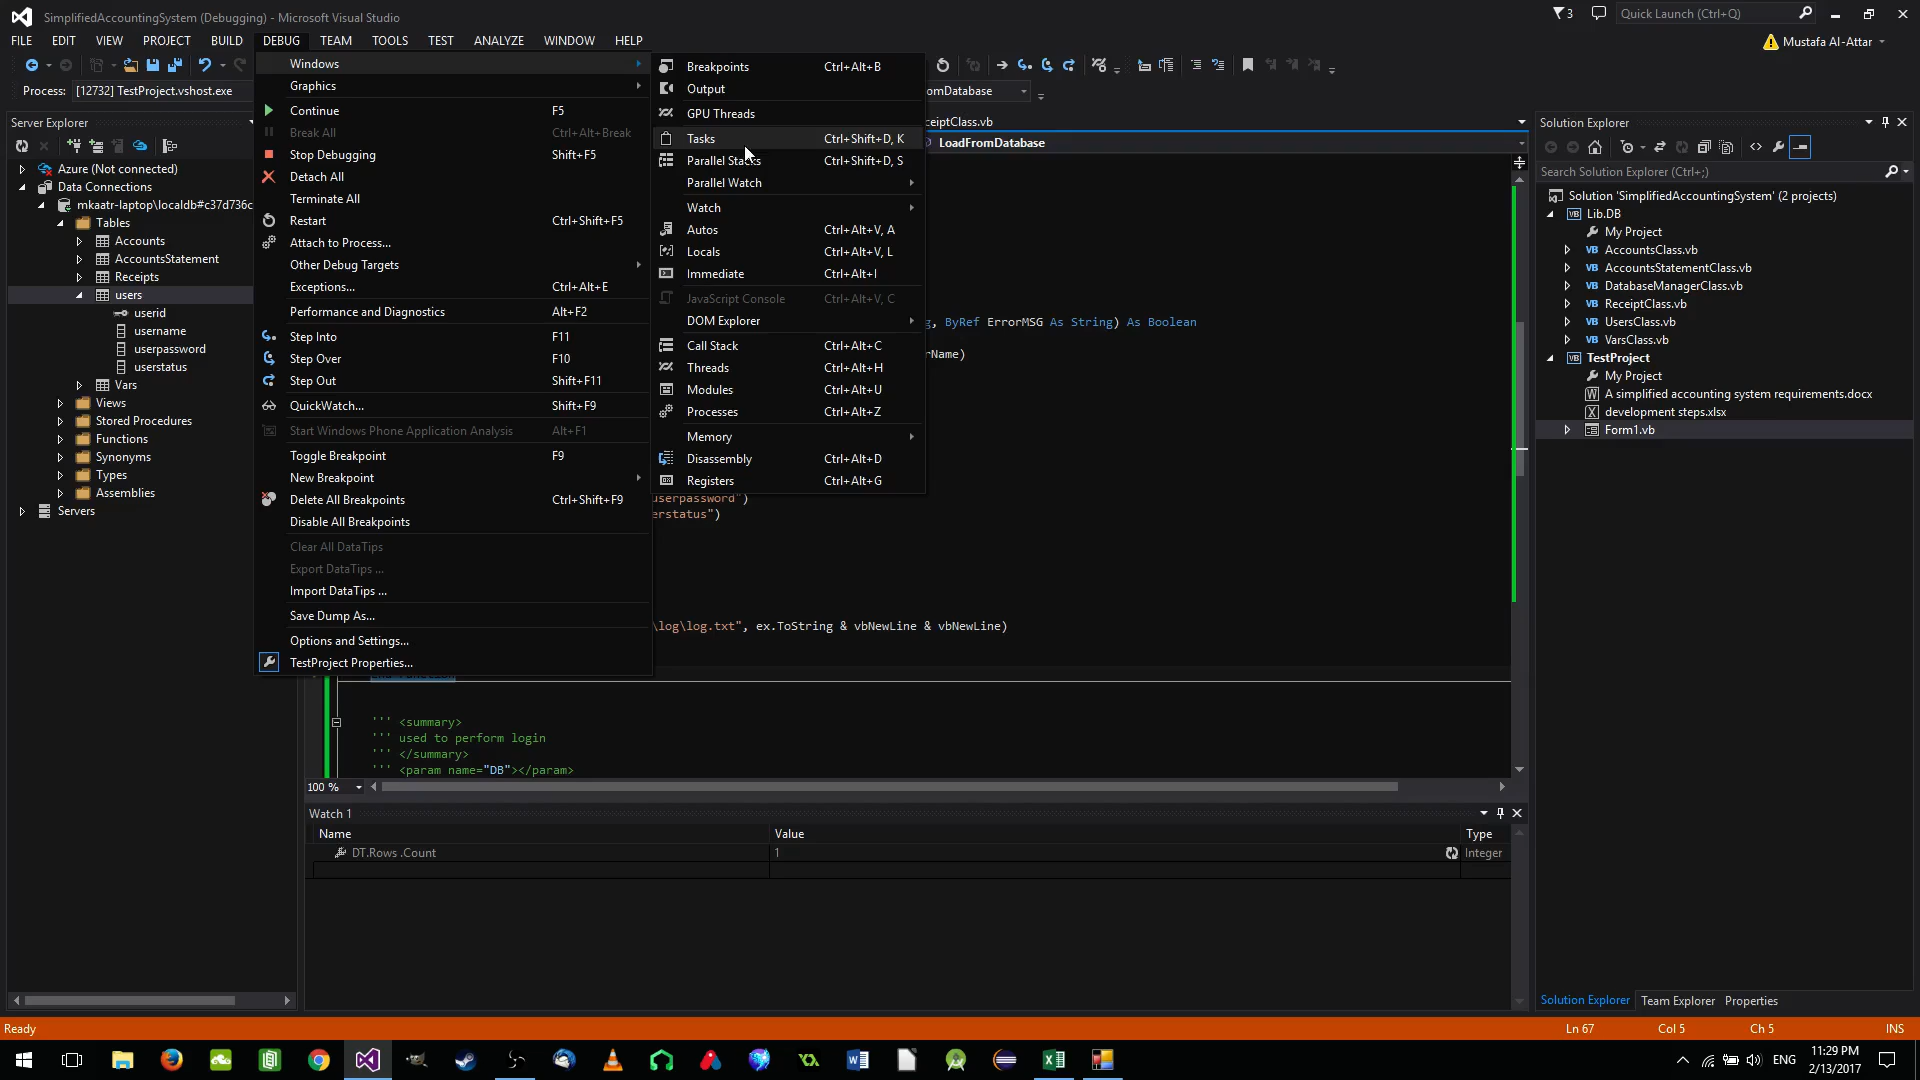 SimplifiedAccountingSystem (Debugging) - Microsoft Visual Studio
3
Quick Launch (Ctrl+Q)
FILE EDIT VIEW PROJECT BUILD DEBUG TEAM TOOLS TEST ANALYZE WINDOW HELP
Mustafa Al-Attar
Process: [12732] TestProject.vshost.exe
omDatabase
Server Explorer
Azure (Not connected)
Data Connections
mkaatr-laptop\localdb#c37d736c
Tables
Accounts
AccountsStatement
Receipts
users
userid
username
userpassword
userstatus
Vars
Views
Stored Procedures
Functions
Synonyms
Types
Assemblies
Servers
Windows
Graphics
Continue F5
Break All Ctrl+Alt+Break
Stop Debugging Shift+F5
Detach All
Terminate All
Restart Ctrl+Shift+F5
Attach to Process...
Other Debug Targets
Exceptions... Ctrl+Alt+E
Performance and Diagnostics Alt+F2
Step Into F11
Step Over F10
Step Out Shift+F11
QuickWatch... Shift+F9
Start Windows Phone Application Analysis Alt+F1
Toggle Breakpoint F9
New Breakpoint
Delete All Breakpoints Ctrl+Shift+F9
Disable All Breakpoints
Clear All DataTips
Export DataTips ...
Import DataTips ...
Save Dump As...
Options and Settings...
TestProject Properties...
Breakpoints Ctrl+Alt+B
Output
GPU Threads
Tasks Ctrl+Shift+D, K
Parallel Stacks Ctrl+Shift+D, S
Parallel Watch
Watch
Autos Ctrl+Alt+V, A
Locals Ctrl+Alt+V, L
Immediate Ctrl+Alt+I
JavaScript Console Ctrl+Alt+V, C
DOM Explorer
Call Stack Ctrl+Alt+C
Threads Ctrl+Alt+H
Modules Ctrl+Alt+U
Processes Ctrl+Alt+Z
Memory
Disassembly Ctrl+Alt+D
Registers Ctrl+Alt+G
ceiptClass.vb
LoadFromDatabase
g, ByRef ErrorMSG As String) As Boolean
rName)
userpassword")
erstatus")
\log\log.txt", ex.ToString & vbNewLine & vbNewLine)
''' <summary>
''' used to perform login
''' </summary>
''' <param name="DB"></param>
100 %
Watch 1
Name Value Type
DT.Rows .Count 1 Integer
Solution Explorer
Search Solution Explorer (Ctrl+;)
Solution 'SimplifiedAccountingSystem' (2 projects)
Lib.DB
My Project
AccountsClass.vb
AccountsStatementClass.vb
DatabaseManagerClass.vb
ReceiptClass.vb
UsersClass.vb
VarsClass.vb
TestProject
My Project
A simplified accounting system requirements.docx
development steps.xlsx
Form1.vb
Solution Explorer Team Explorer Properties
Ready Ln 67 Col 5 Ch 5 INS
ENG
11:29 PM
2/13/2017